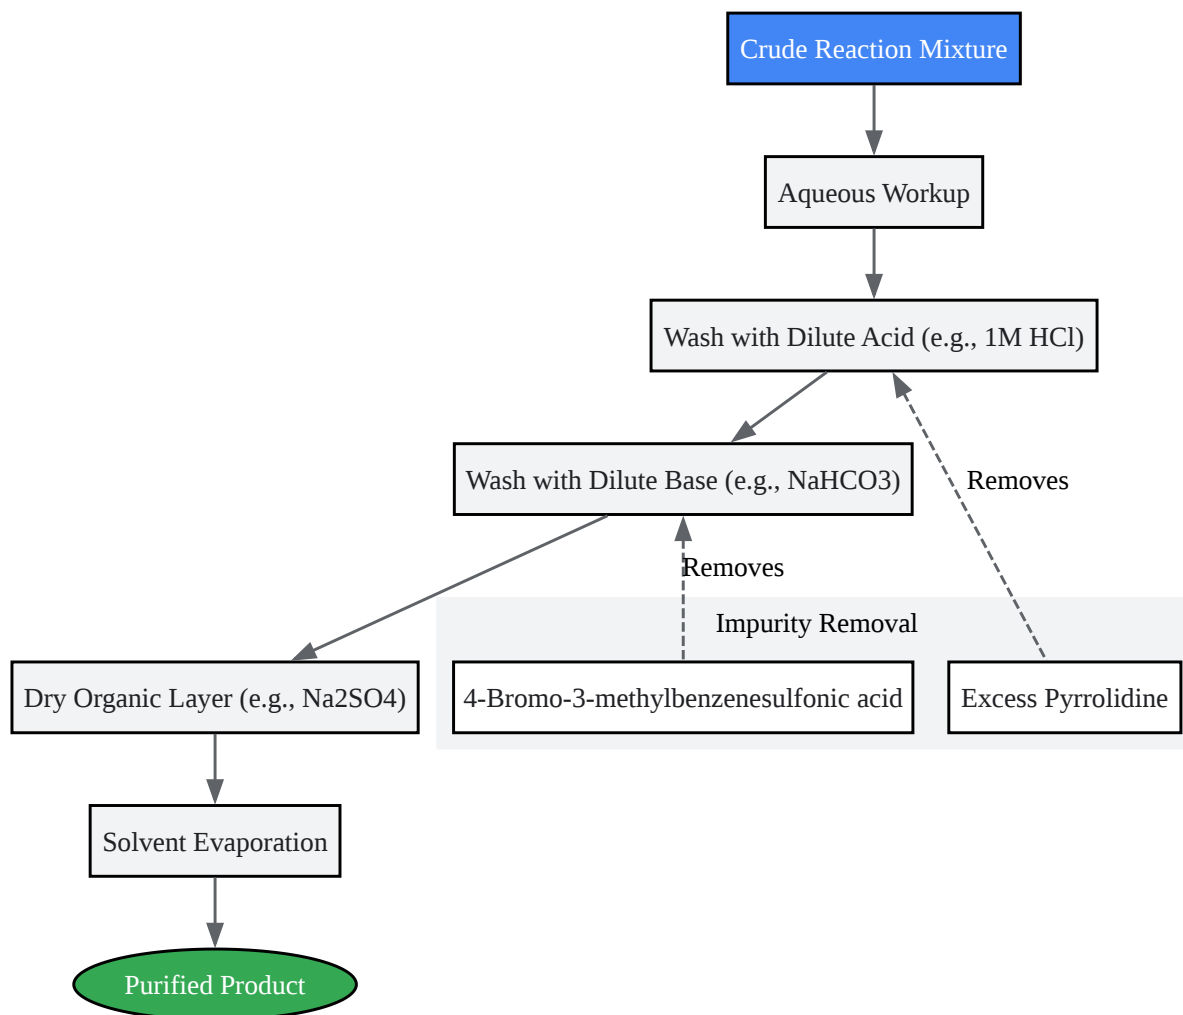 Crude Reaction Mixture
Aqueous Workup
Wash with Dilute Acid (e.g., 1M HCl)
Wash with Dilute Base (e.g., NaHCO3)
Removes
Removes
Impurity Removal
Dry Organic Layer (e.g., Na2SO4)
4-Bromo-3-methylbenzenesulfonic acid
Excess Pyrrolidine
Solvent Evaporation
Purified Product